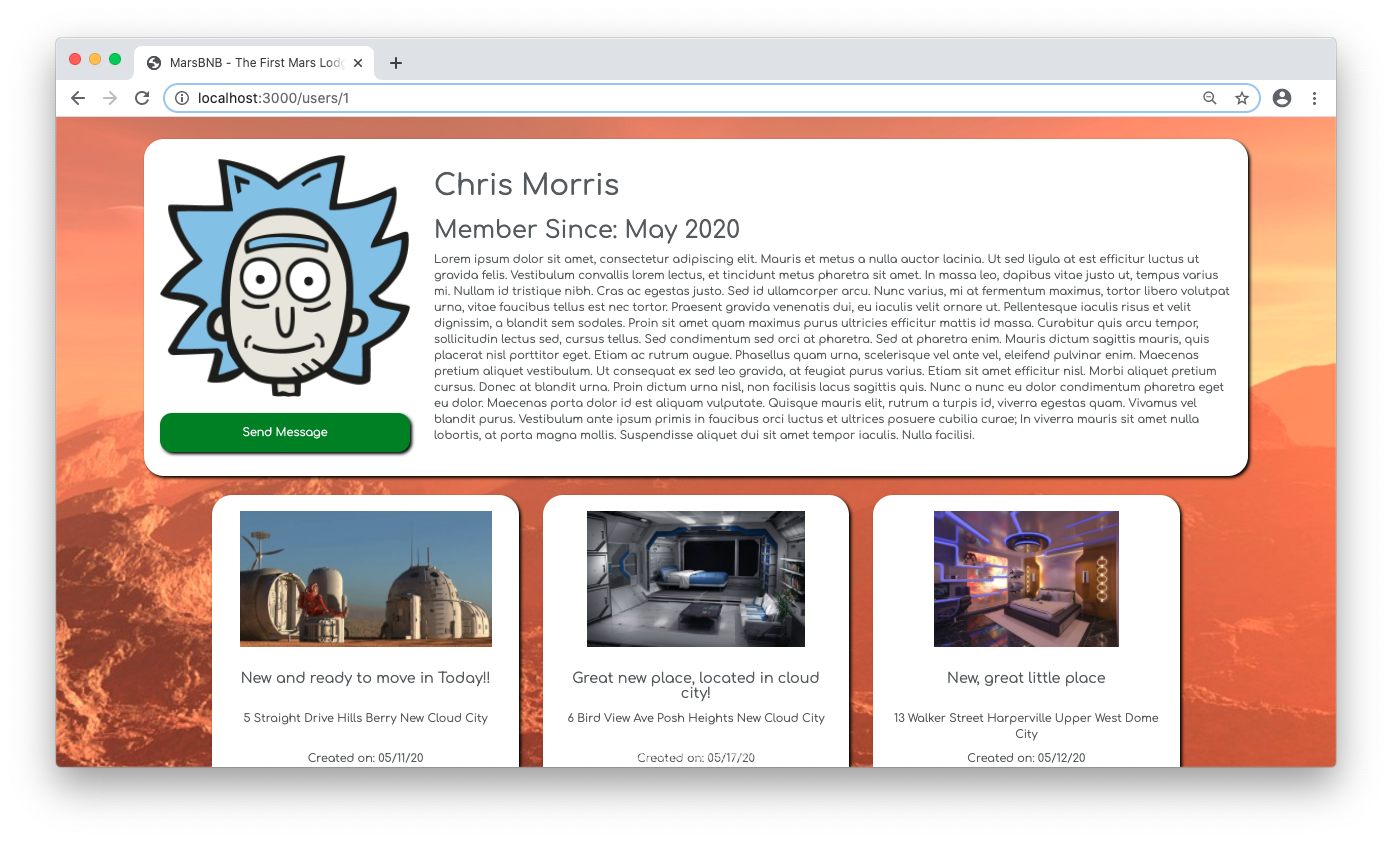 MarsBNB - The First Mars Lodg
localhost:3000/users/1
Chris Morris
Member Since: May 2020
Lorem ipsum dolor sit amet, consectetur adipiscing elit. Mauris et metus a nulla auctor lacinia. Ut sed ligula at est efficitur luctus ut
gravida felis. Vestibulum convallis lorem lectus, et tincidunt metus pharetra sit amet. In massa leo, dapibus vitae justo ut, tempus varius
mi. Nullam id tristique nibh. Cras ac egestas justo. Sed id ullamcorper arcu. Nunc varius, mi at fermentum maximus, tortor libero volutpat
urna, vitae faucibus tellus est nec tortor. Praesent gravida venenatis dui, eu iaculis velit ornare ut. Pellentesque iaculis risus et velit
dignissim, a blandit sem sodales. Proin sit amet quam maximus purus ultricies efficitur mattis id massa. Curabitur quis arcu tempor,
sollicitudin lectus sed, cursus tellus. Sed condimentum sed orci at pharetra. Sed at pharetra enim. Mauris dictum sagittis mauris, quis
placerat nisl porttitor eget. Etiam ac rutrum augue. Phasellus quam urna, scelerisque vel ante vel, eleifend pulvinar enim. Maecenas
pretium aliquet vestibulum. Ut consequat ex sed leo gravida, at feugiat purus varius. Etiam sit amet efficitur nisl. Morbi aliquet pretium
cursus. Donec at blandit urna. Proin dictum urna nisl, non facilisis lacus sagittis quis. Nunc a nunc eu dolor condimentum pharetra eget
eu dolor. Maecenas porta dolor id est aliquam vulputate. Quisque mauris elit, rutrum a turpis id, viverra egestas quam. Vivamus vel
blandit purus. Vestibulum ante ipsum primis in faucibus orci luctus et ultrices posuere cubilia curae; In viverra mauris sit amet nulla
lobortis, at porta magna mollis. Suspendisse aliquet dui sit amet tempor iaculis. Nulla facilisi.
Send Message
New and ready to move in Today!!
5 Straight Drive Hills Berry New Cloud City
Created on: 05/11/20
Great new place, located in cloud
city!
6 Bird View Ave Posh Heights New Cloud City
Created on: 05/17/20
New, great little place
13 Walker Street Harperville Upper West Dome
City
Created on: 05/12/20